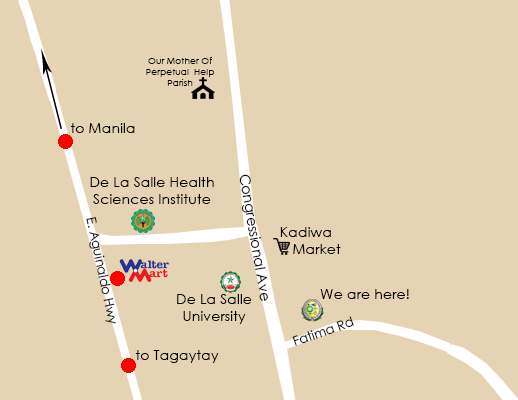 Our Mother Of
Perpetual Help
Parish
to Manila
De La Salle Health
Sciences Institute
E. Aguinaldo Hwy
Congressional Ave
Kadiwa
Market
Walter
Mart
De La Salle
University
We are here!
Fatima Rd
to Tagaytay